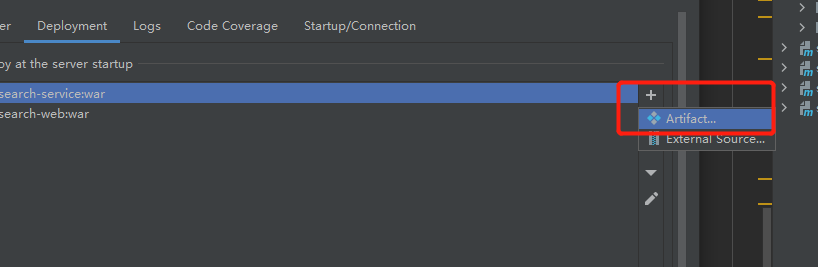 er Deployment Logs Code Coverage Startup/Connection
oy at the server startup
search-service:war
search-web:war
Artifact...
External Source...